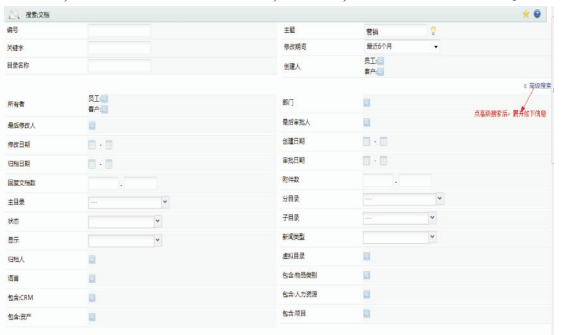 搜索:文档
编号 主题 营销
关键字 修改期间 最近6个月
目录名称 创建人 员工:
客户:
高级搜索
点高级搜索后，展开如下信息
所有者 员工: 部门
客户:
最后修改人 最后审批人
修改日期 - 创建日期 -
归档日期 - 审批日期 -
回复文档数 - 附件数 -
主目录 ---- 分目录 ----
状态 子目录 ----
显示 新闻类型
归档人 虚拟目录
语言 包含:物品类别
包含:CRM 包含:人力资源
包含:资产 包含:项目